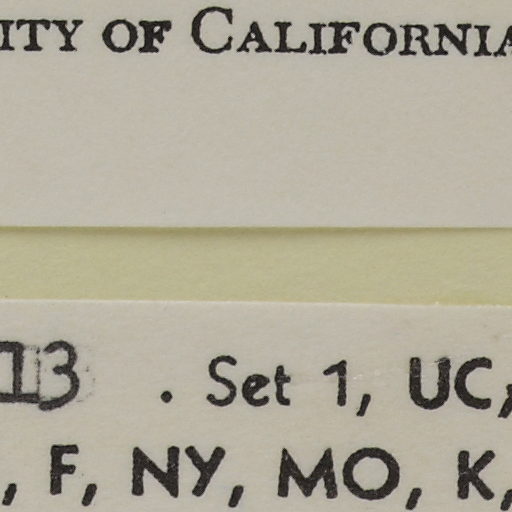 ITY OF CALIFORNIA
13 . Set 1, UC,
, F, NY, MO, K,